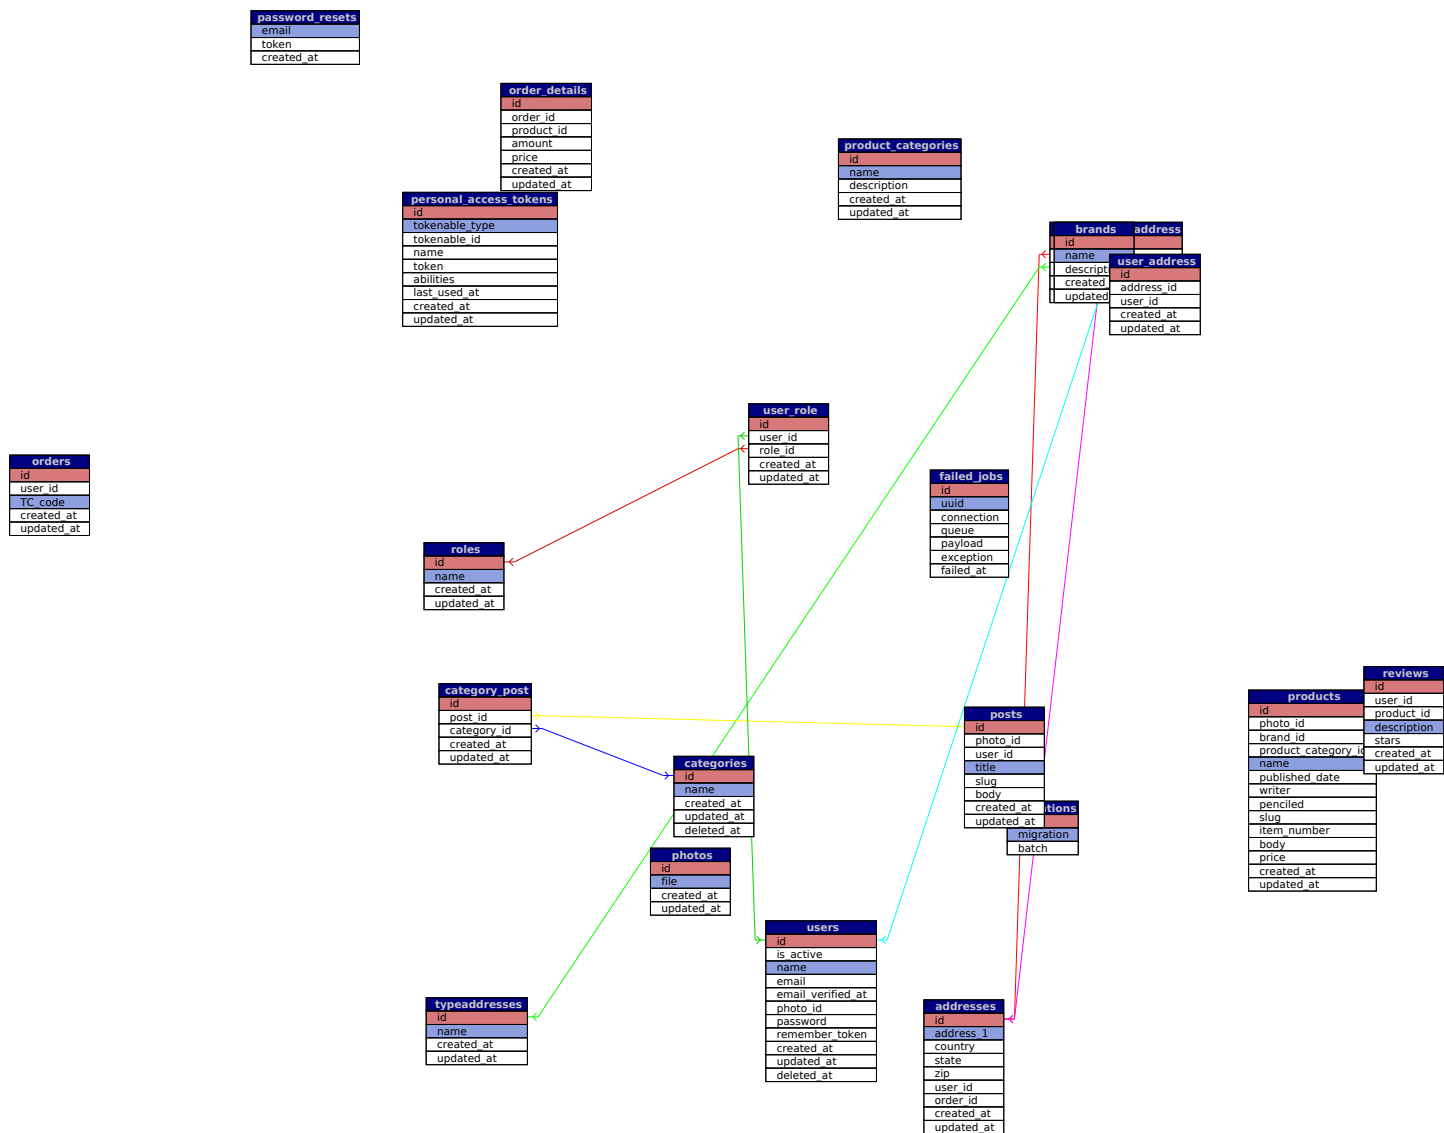 password_resets
email
token
created_at
order_details
id
order_id
product_id
amount
price
created_at
updated_at
product_categories
id
name
description
created_at
updated_at
personal_access_tokens
id
tokenable_type
tokenable_id
name
token
abilities
last_used_at
created_at
updated_at
brands
id
name
created
updated
address
user_address
id
address_id
user_id
created_at
updated_at
user_role
id
user_id
role_id
created_at
updated_at
orders
id
user_id
TC_code
created_at
updated_at
failed_jobs
id
uuid
connection
queue
payload
exception
failed_at
roles
id
name
created_at
updated_at
category_post
id
post_id
category_id
created_at
updated_at
posts
id
photo_id
user_id
title
slug
body
created_at
updated_at
migration
batch
products
id
photo_id
brand_id
product_category_id
name
published_date
writer
penciled
slug
item_number
body
price
created_at
updated_at
reviews
id
user_id
product_id
description
stars
created_at
updated_at
categories
id
name
created_at
updated_at
deleted_at
photos
id
file
created_at
updated_at
users
id
is_active
name
email
email_verified_at
photo_id
password
remember_token
created_at
updated_at
deleted_at
typeaddresses
id
name
created_at
updated_at
addresses
id
address_1
country
state
zip
user_id
order_id
created_at
updated_at